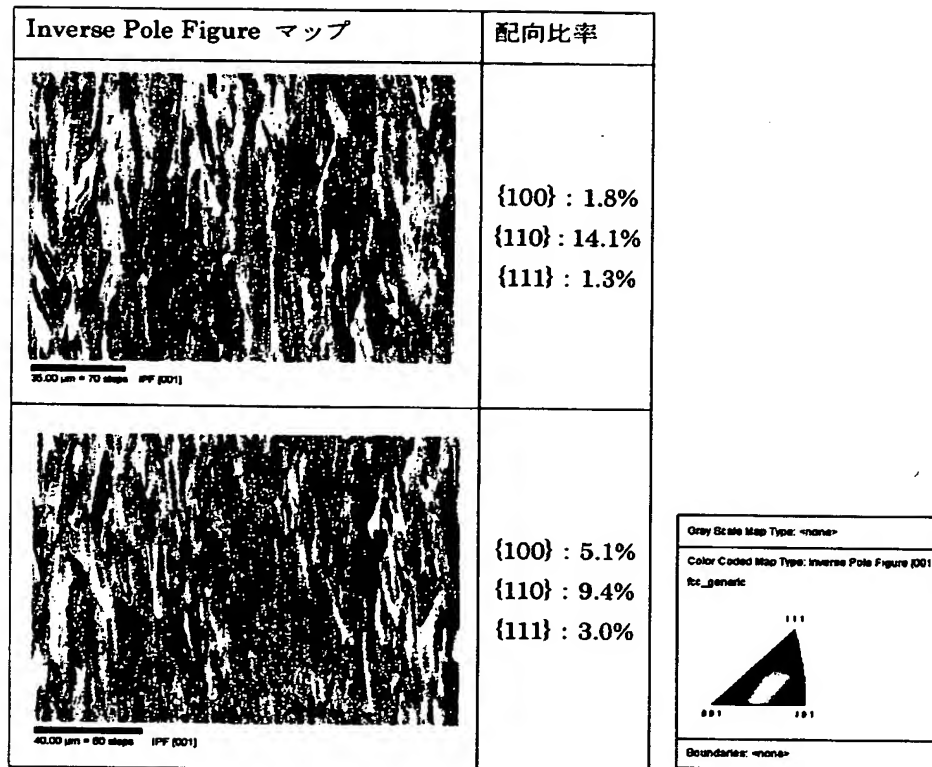 Inverse Pole Figure マップ
配向比率
35.00 μm = 70 steps IPF [001]
{100} : 1.8%
{110} : 14.1%
{111} : 1.3%
40.00 μm = 80 steps IPF [001]
{100} : 5.1%
{110} : 9.4%
{111} : 3.0%
Gray Scale Map Type: <none>
Color Coded Map Type: Inverse Pole Figure [001
fcc_generic
111
001
101
Boundaries: <none>